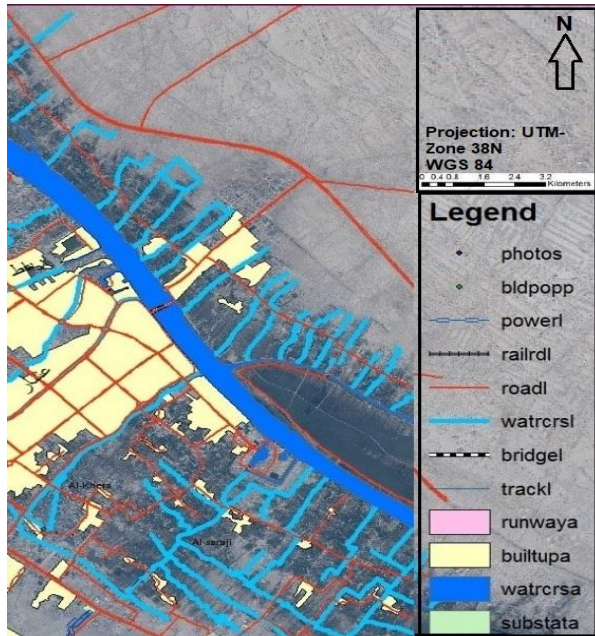 N
Projection: UTM-
Zone 38N
WGS 84
0 0.4 0.8 1.6 2.4 3.2
Kilometers
Legend
photos
bldpopp
powerl
railrdl
roadl
watrcrsl
bridgel
trackl
runwaya
builtupa
watrcrsa
substata
Al-Khora
Al-saraji